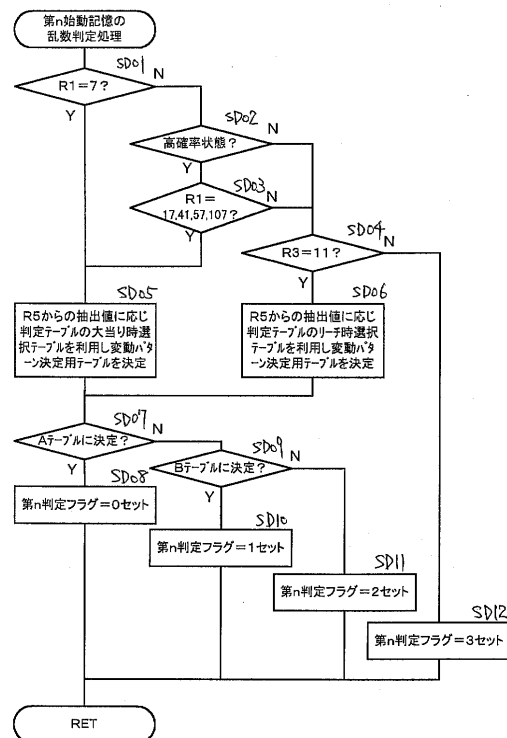 第n始動記憶の
乱数判定処理
SD01
R1=7?
N
Y
SD02
高確率状態?
N
Y
SD03
R1=
17,41,57,107?
N
Y
SD04
R3=11?
N
Y
SD05
R5からの抽出値に応じ
判定テーブルの大当り時選
択テーブルを利用し変動パタ
ーン決定用テーブルを決定
SD06
R5からの抽出値に応じ
判定テーブルのリーチ時選択
テーブルを利用し変動パタ
ーン決定用テーブルを決定
SD07
Aテーブルに決定?
N
Y
SD08
第n判定フラグ=0セット
SD09
Bテーブルに決定?
N
Y
SD10
第n判定フラグ=1セット
SD11
第n判定フラグ=2セット
SD12
第n判定フラグ=3セット
RET